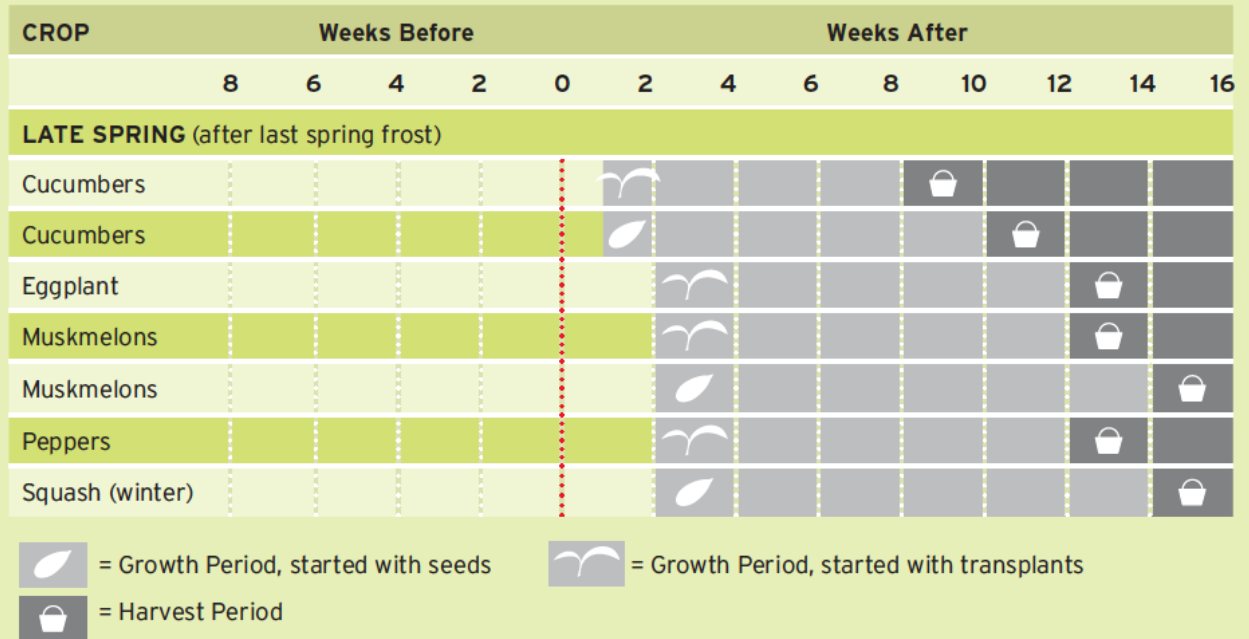 CROP Weeks Before Weeks After
8 6 4 2 0 2 4 6 8 10 12 14 16
LATE SPRING (after last spring frost)
Cucumbers
Cucumbers
Eggplant
Muskmelons
Muskmelons
Peppers
Squash (winter)
= Growth Period, started with seeds = Growth Period, started with transplants
= Harvest Period